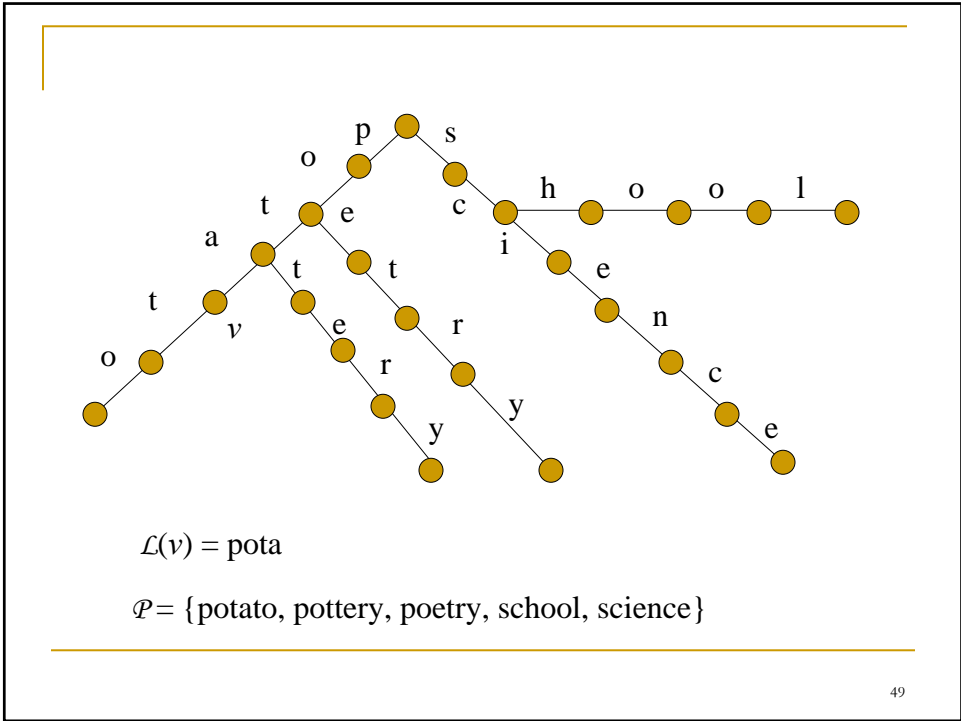 p s
o
h o o l
t e c
a i
t t e
t v e r n
o r c
y y e
ℒ(v) = pota
𝒫 = {potato, pottery, poetry, school, science}
49